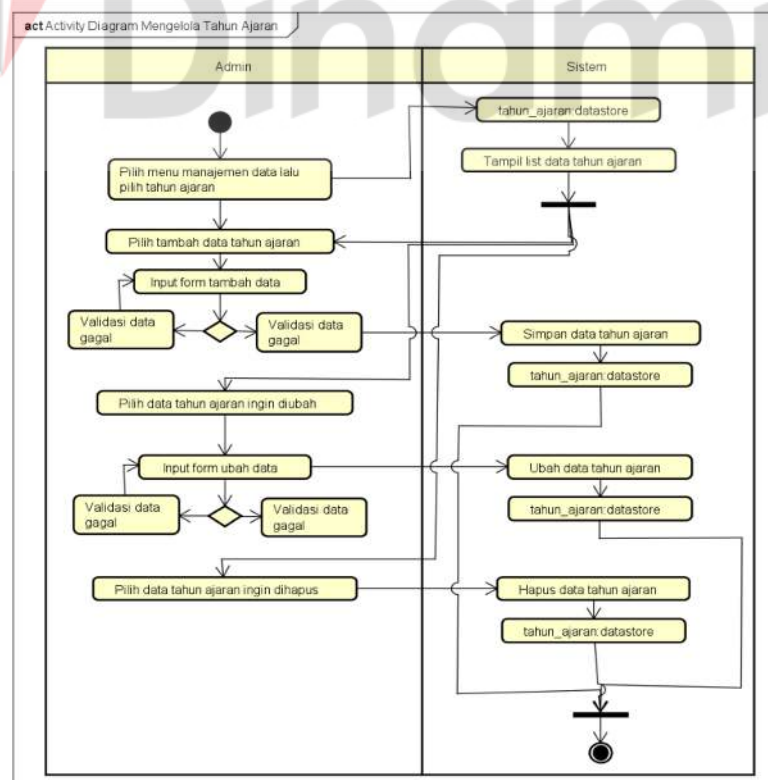 Dinam
act Activity Diagram Mengelola Tahun Ajaran
Admin
Sistem
tahun_ajaran:datastore
Tampil list data tahun ajaran
Pilih menu manajemen data lalu
pilih tahun ajaran
Pilih tambah data tahun ajaran
Input form tambah data
Validasi data
gagal
Validasi data
gagal
Simpan data tahun ajaran
tahun_ajaran:datastore
Pilih data tahun ajaran ingin diubah
Input form ubah data
Ubah data tahun ajaran
Validasi data
gagal
Validasi data
gagal
tahun_ajaran:datastore
Pilih data tahun ajaran ingin dihapus
Hapus data tahun ajaran
tahun_ajaran:datastore